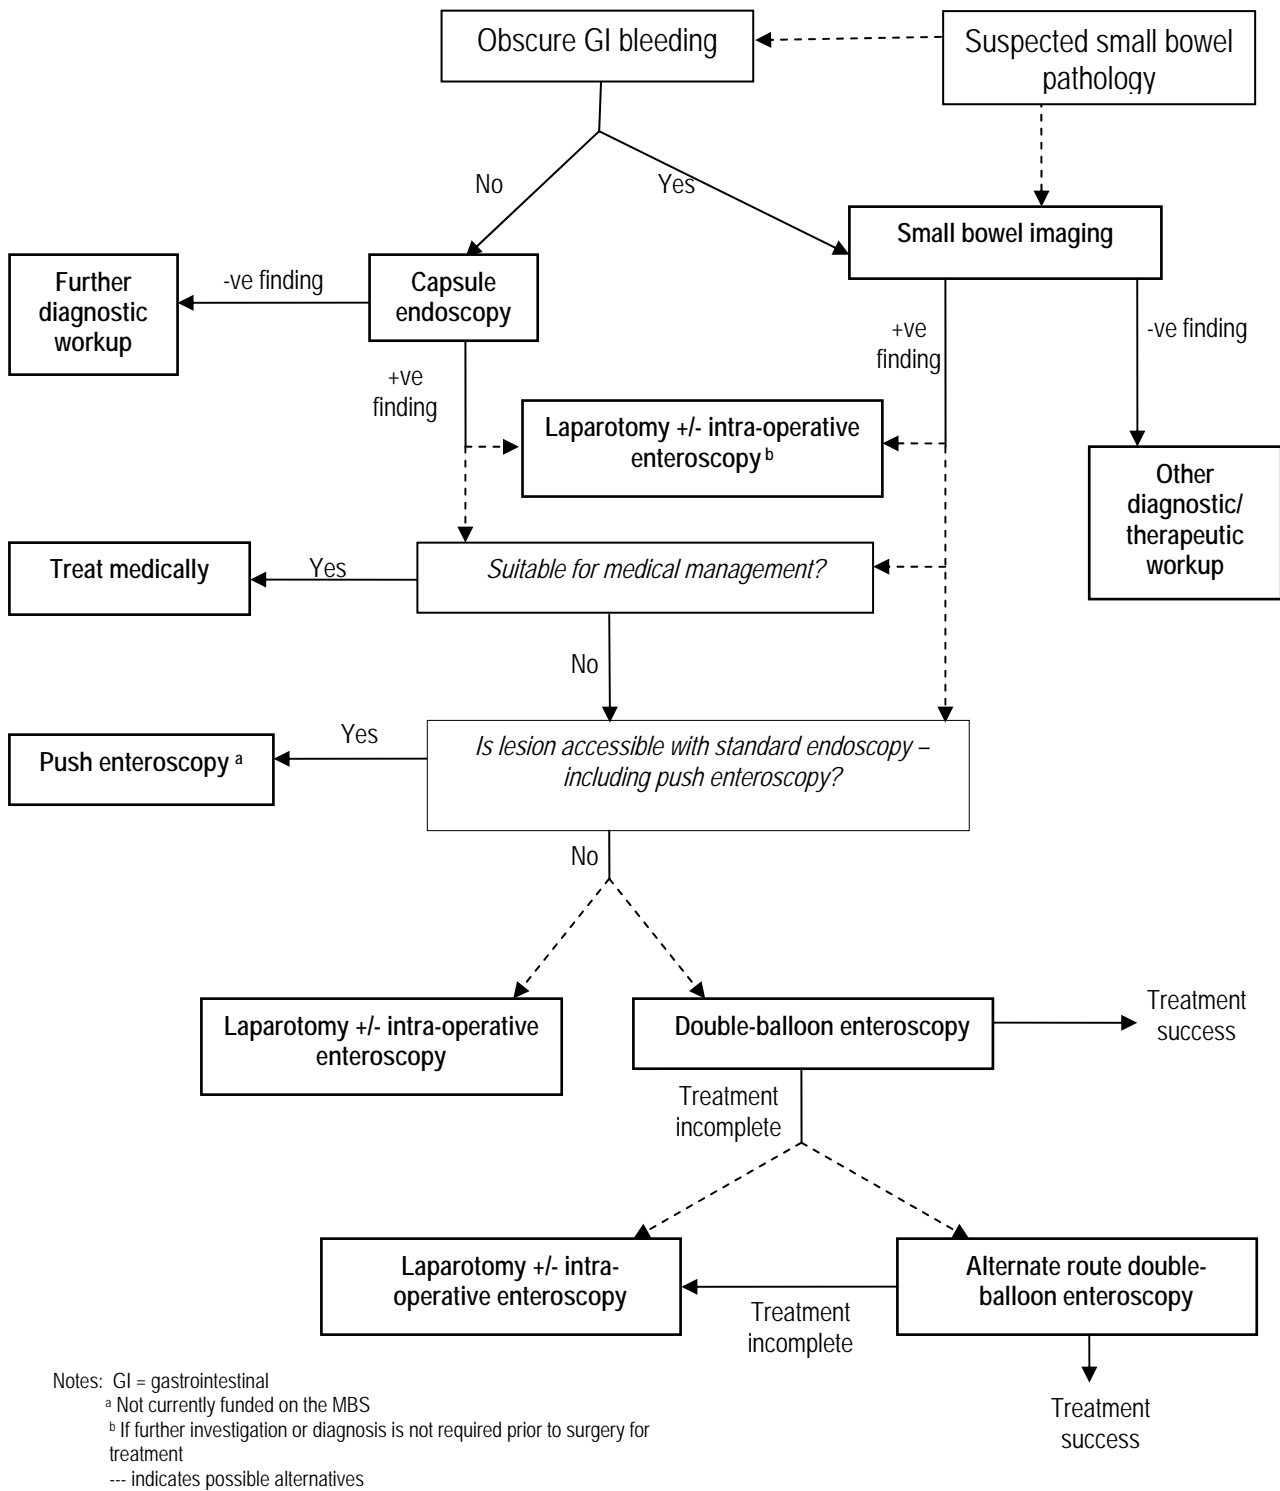 Obscure GI bleeding
Suspected small bowel
pathology
No
Yes
Small bowel imaging
Further
diagnostic
workup
-ve finding
Capsule
endoscopy
+ve
finding
+ve
finding
-ve finding
Laparotomy +/- intra-operative
enteroscopy b
Other
diagnostic/
therapeutic
workup
Treat medically
Yes
Suitable for medical management?
No
Push enteroscopy a
Yes
Is lesion accessible with standard endoscopy –
including push enteroscopy?
No
Laparotomy +/- intra-operative
enteroscopy
Double-balloon enteroscopy
Treatment
success
Treatment
incomplete
Laparotomy +/- intra-
operative enteroscopy
Treatment
incomplete
Alternate route double-
balloon enteroscopy
Treatment
success
Notes: GI = gastrointestinal
a Not currently funded on the MBS
b If further investigation or diagnosis is not required prior to surgery for
treatment
--- indicates possible alternatives